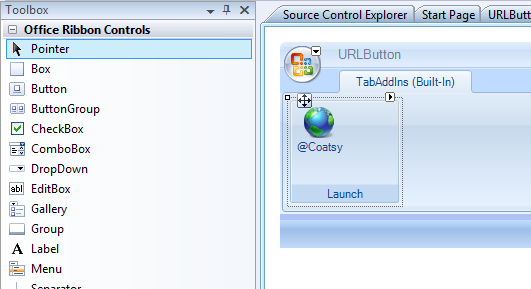 Toolbox
Office Ribbon Controls
Pointer
Box
Button
ButtonGroup
CheckBox
ComboBox
DropDown
EditBox
Gallery
Group
Label
Menu
Separator
Source Control Explorer Start Page URLButt
URLButton
TabAddIns (Built-In)
@Coatsy
Launch